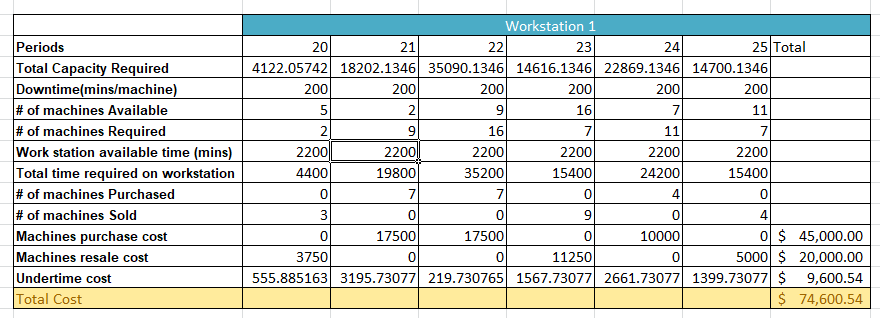 Workstation 1
Periods 20 21 22 23 24 25 Total
Total Capacity Required 4122.05742 18202.1346 35090.1346 14616.1346 22869.1346 14700.1346
Downtime(mins/machine) 200 200 200 200 200 200
# of machines Available 5 2 9 16 7 11
# of machines Required 2 9 16 7 11 7
Work station available time (mins) 2200 2200 2200 2200 2200 2200
Total time required on workstation 4400 19800 35200 15400 24200 15400
# of machines Purchased 0 7 7 0 4 0
# of machines Sold 3 0 0 9 0 4
Machines purchase cost 0 17500 17500 0 10000 0 $ 45,000.00
Machines resale cost 3750 0 0 11250 0 5000 $ 20,000.00
Undertime cost 555.885163 3195.73077 219.730765 1567.73077 2661.73077 1399.73077 $ 9,600.54
Total Cost $ 74,600.54